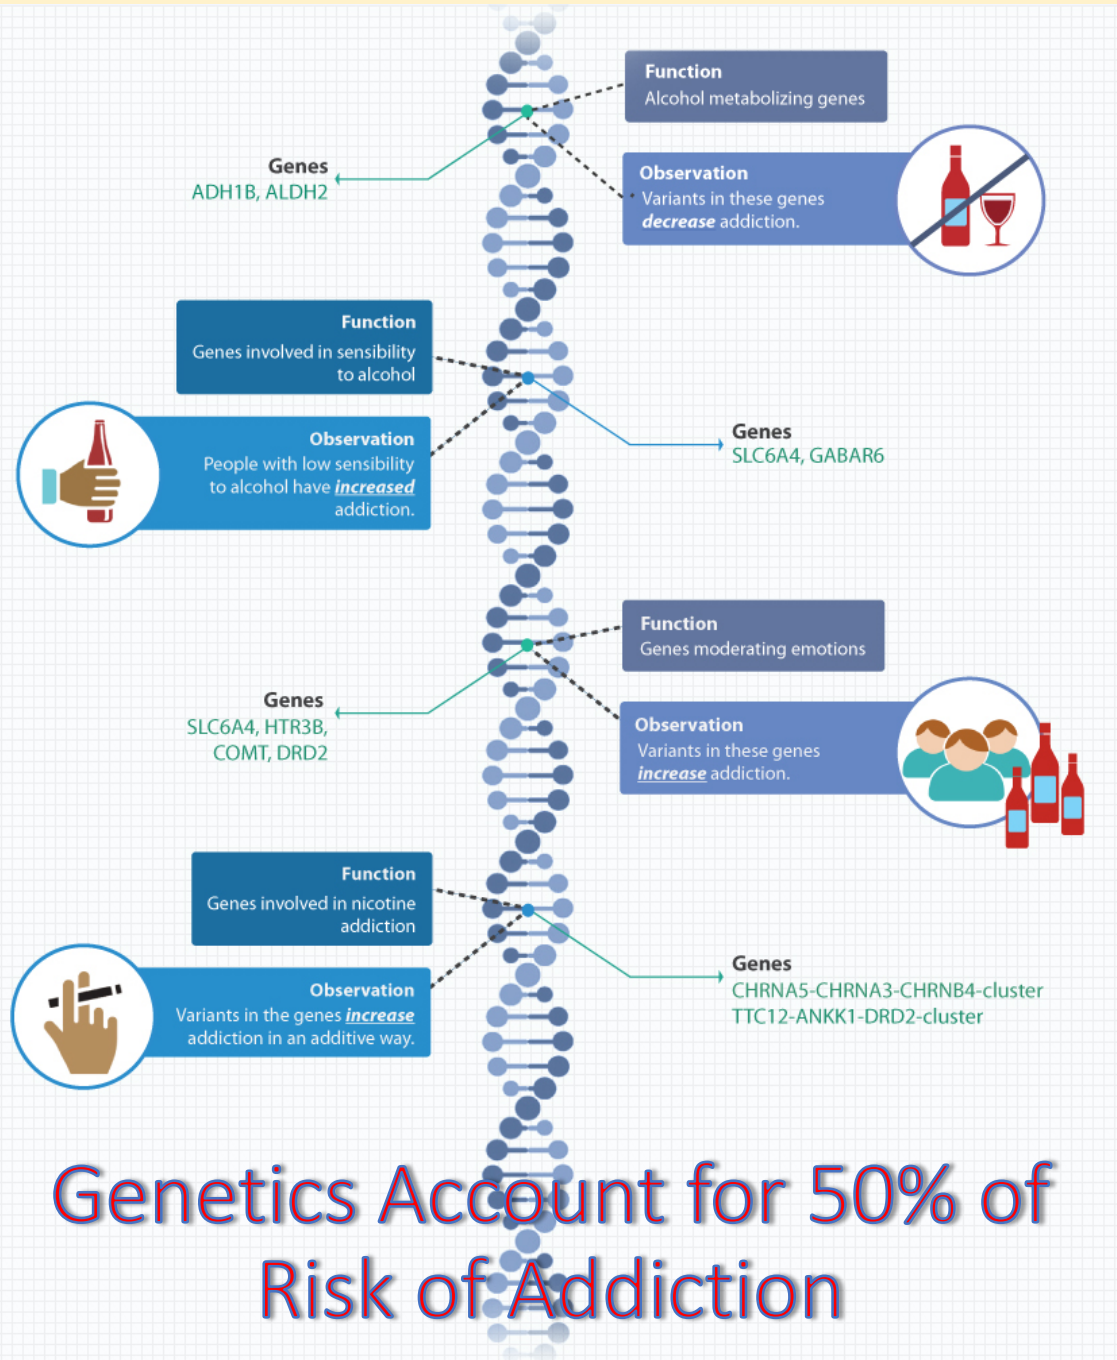 Function
Alcohol metabolizing genes
Genes
ADH1B, ALDH2
Observation
Variants in these genes
decrease addiction.
Function
Genes involved in sensibility
to alcohol
Observation
People with low sensibility
to alcohol have increased
addiction.
Genes
SLC6A4, GABAR6
Function
Genes moderating emotions
Genes
SLC6A4, HTR3B,
COMT, DRD2
Observation
Variants in these genes
increase addiction.
Function
Genes involved in nicotine
addiction
Observation
Variants in the genes increase
addiction in an additive way.
Genes
CHRNA5-CHRNA3-CHRNB4-cluster
TTC12-ANKK1-DRD2-cluster
Genetics Account for 50% of
Risk of Addiction